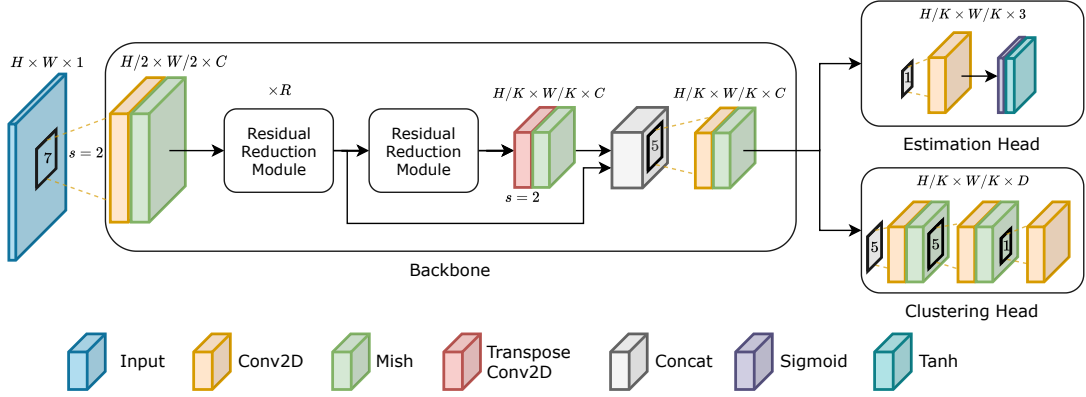 H × W × 1
7
s = 2
H/2 × W/2 × C
×R
Residual
Reduction
Module
Residual
Reduction
Module
H/K × W/K × C
s = 2
5
H/K × W/K × C
Backbone
H/K × W/K × 3
1
Estimation Head
H/K × W/K × D
5
5
1
Clustering Head
Input
Conv2D
Mish
Transpose
Conv2D
Concat
Sigmoid
Tanh